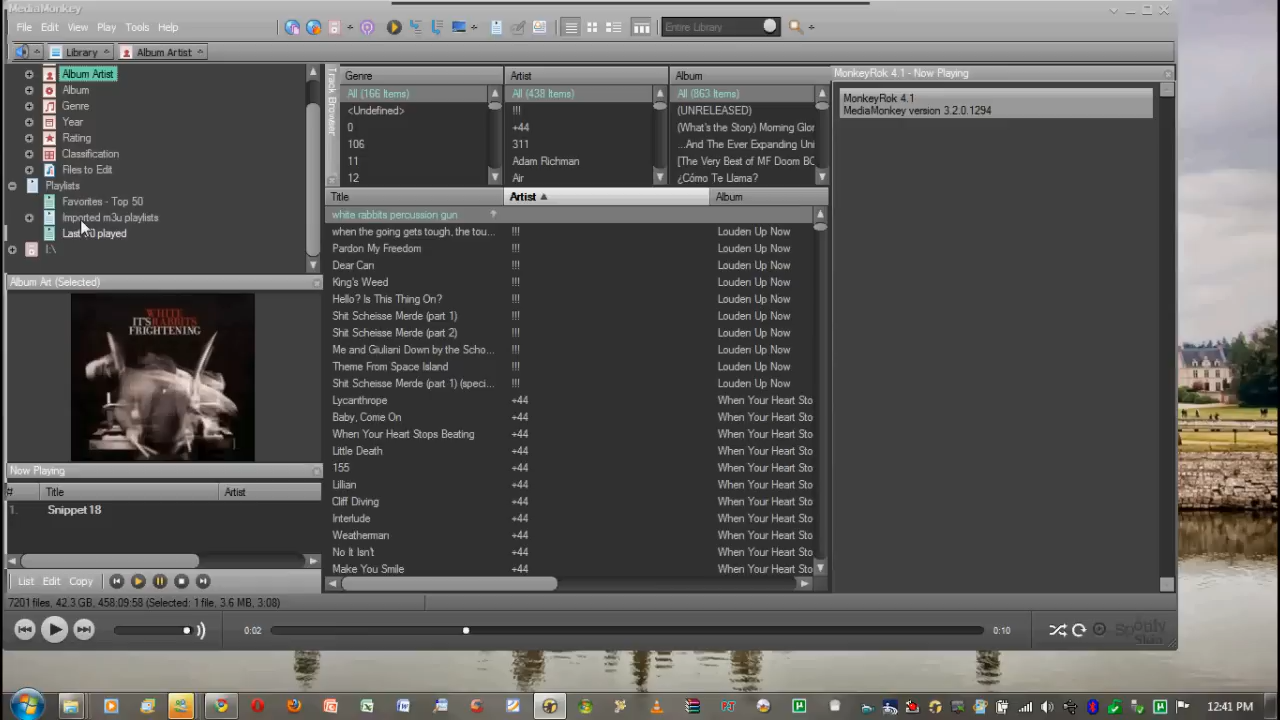 MediaMonkey
File Edit View Play Tools Help
Entire Library
Library Album Artist
Album Artist
Album
Genre
Year
Rating
Classification
Files to Edit
Playlists
Favorites - Top 50
Imported m3u playlists
played
I:\
Album Art (Selected)
WHITE
IT'S RABBITS
FRIGHTENING
Now Playing
# Title Artist
1. Snippet 18
List Edit Copy
Track Browser
Genre Artist Album
All (166 Items) All (438 Items) All (863 Items)
<Undefined> !!! (UNRELEASED)
0 +44 (What's the Story) Morning Glor
106 311 ...And The Ever Expanding Uni
11 Adam Richman [The Very Best of MF Doom BC
12 Air ¿Cómo Te Llama?
Title Artist Album
white rabbits percussion gun
when the going gets tough, the tou... !!! Louden Up Now
Pardon My Freedom !!! Louden Up Now
Dear Can !!! Louden Up Now
King's Weed !!! Louden Up Now
Hello? Is This Thing On? !!! Louden Up Now
Shit Scheisse Merde (part 1) !!! Louden Up Now
Shit Scheisse Merde (part 2) !!! Louden Up Now
Me and Giuliani Down by the Scho... !!! Louden Up Now
Theme From Space Island !!! Louden Up Now
Shit Scheisse Merde (part 1) (speci... !!! Louden Up Now
Lycanthrope +44 When Your Heart Sto
Baby, Come On +44 When Your Heart Sto
When Your Heart Stops Beating +44 When Your Heart Sto
Little Death +44 When Your Heart Sto
155 +44 When Your Heart Sto
Lillian +44 When Your Heart Sto
Cliff Diving +44 When Your Heart Sto
Interlude +44 When Your Heart Sto
Weatherman +44 When Your Heart Sto
No It Isn't +44 When Your Heart Sto
Make You Smile +44 When Your Heart Sto
MonkeyRok 4.1 - Now Playing
MonkeyRok 4.1
MediaMonkey version 3.2.0.1294
7201 files, 42.3 GB, 458:09:58 (Selected: 1 file, 3.6 MB, 3:08)
0:02 0:10
12:41 PM